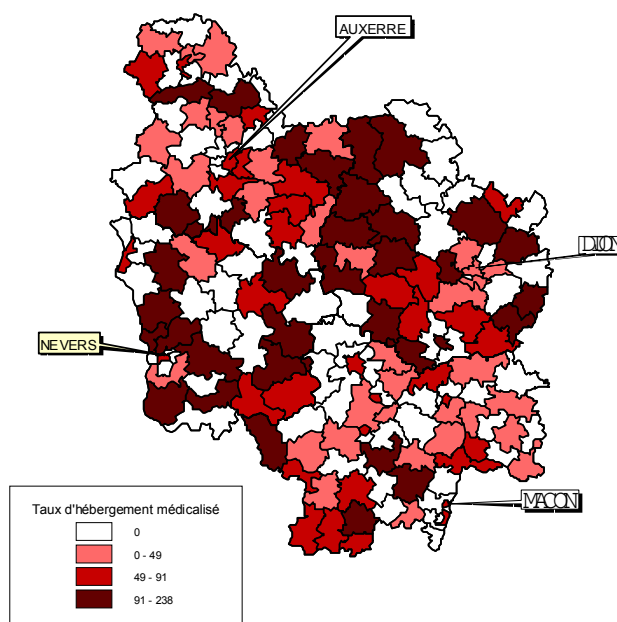 AUXERRE
DIJON
NEVERS
MACON
Taux d'hébergement médicalisé
0
0 - 49
49 - 91
91 - 238